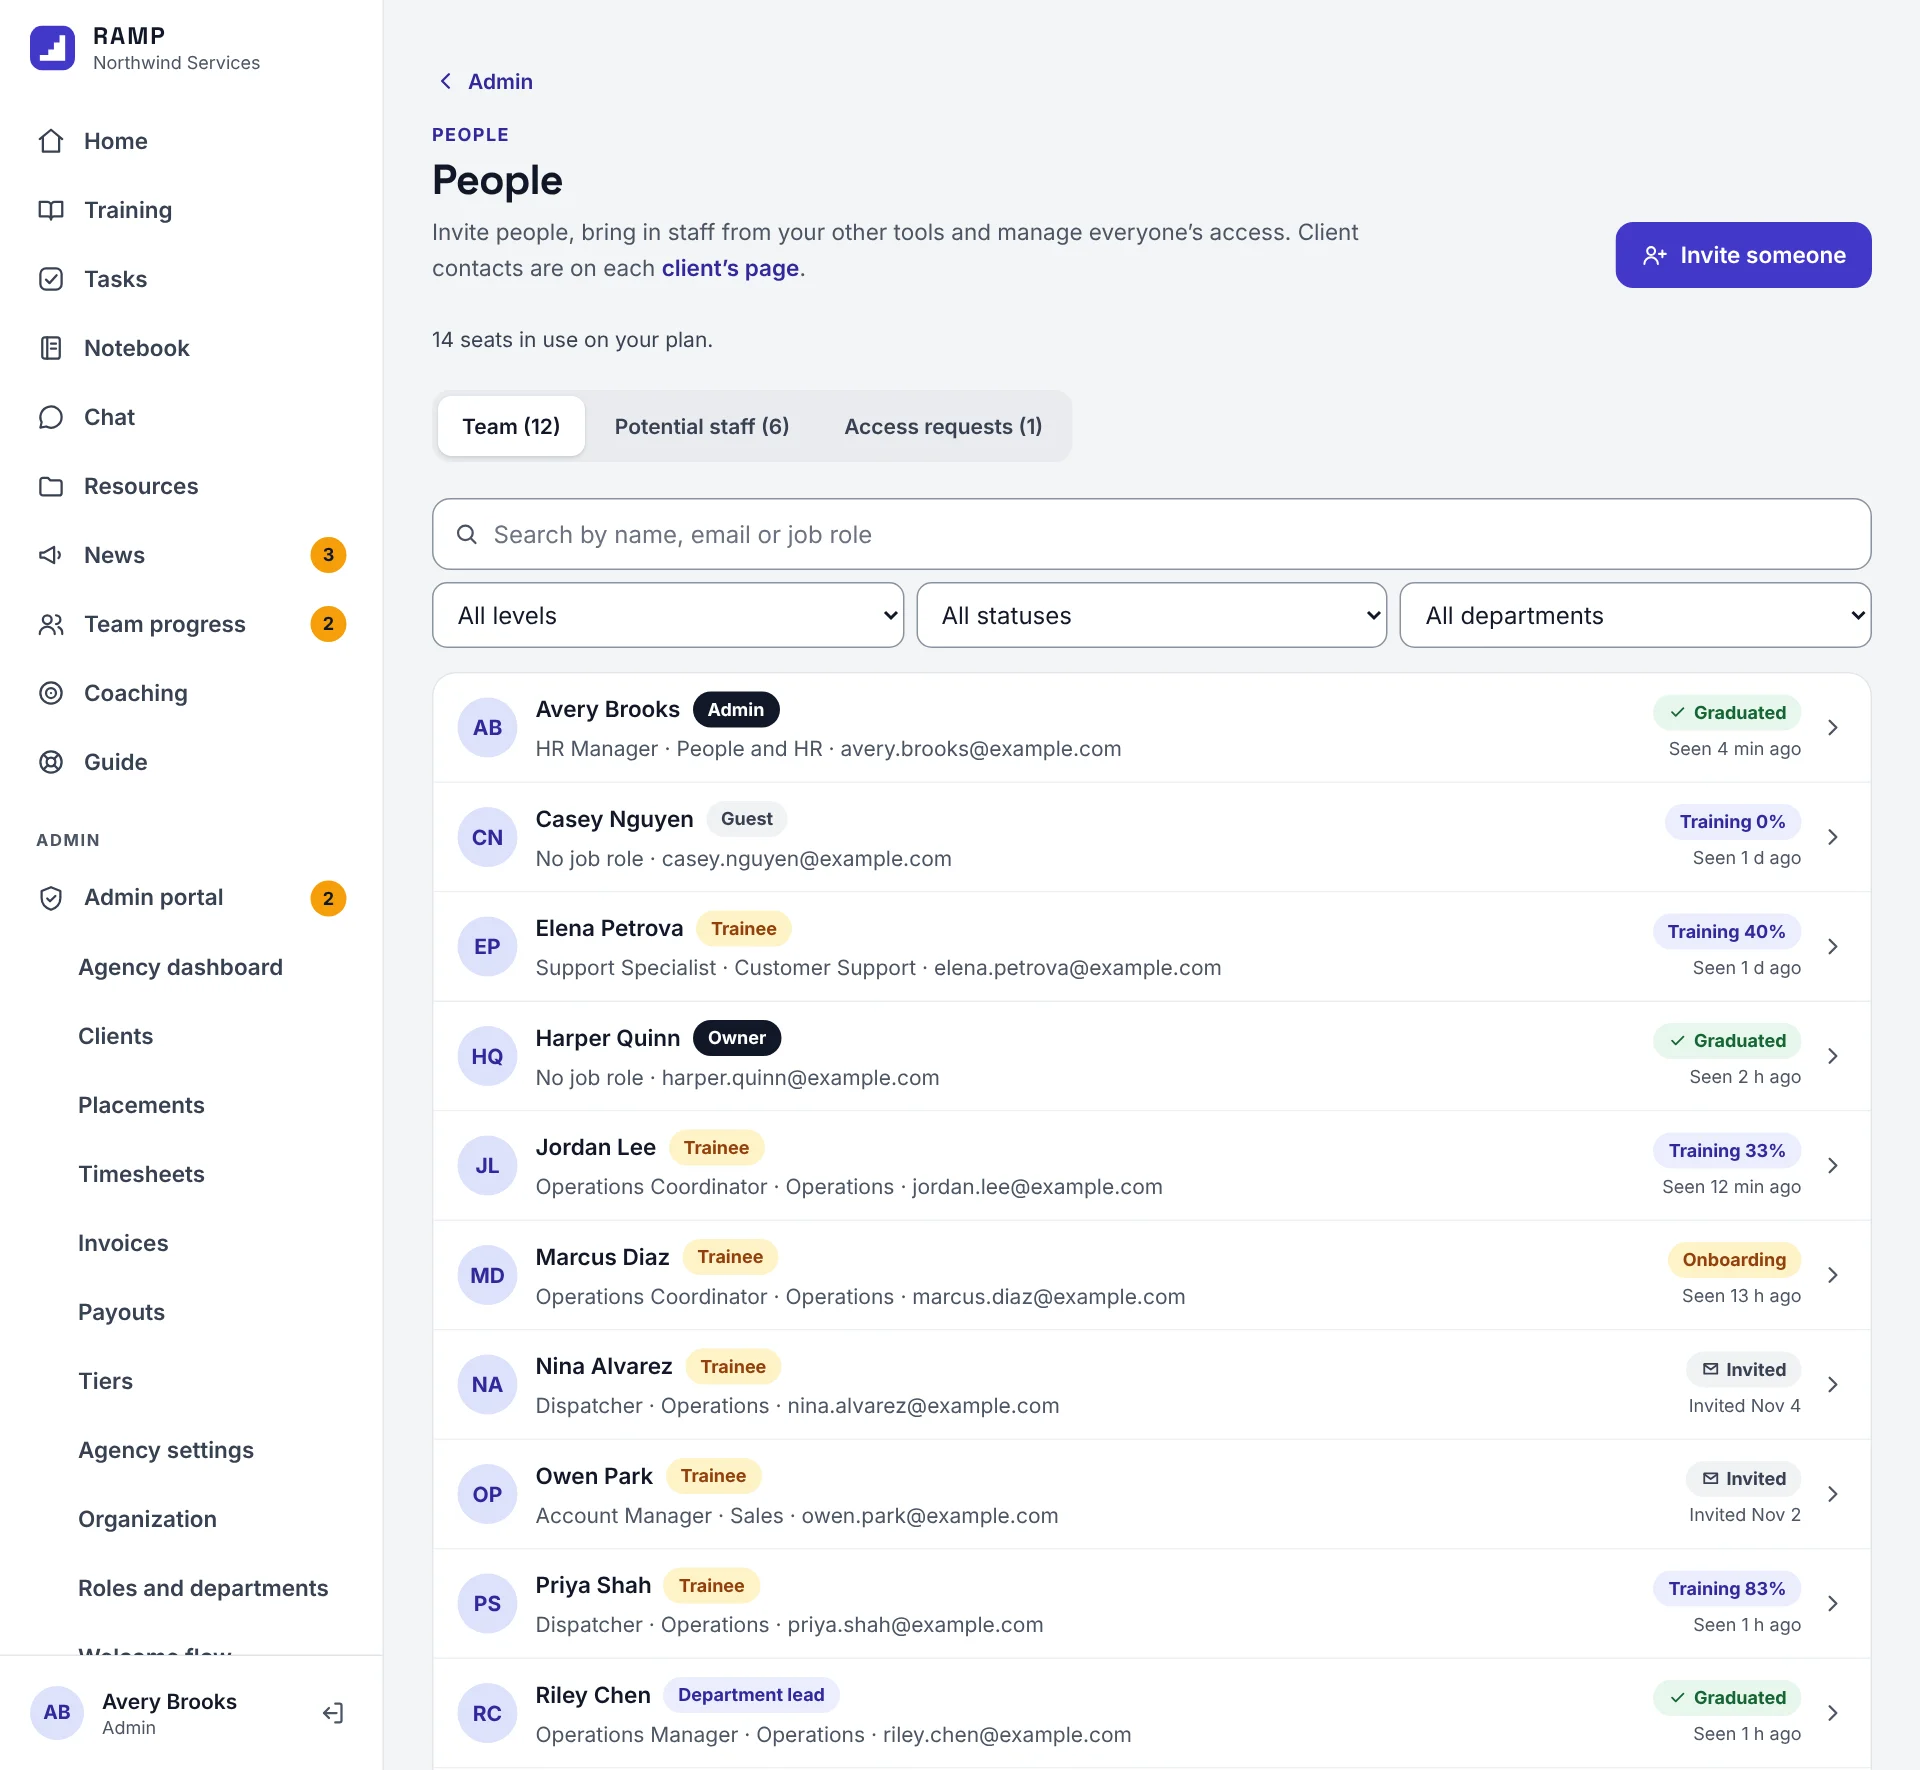 RAMP
Northwind Services
Home
Training
Tasks
Notebook
Chat
Resources
News
3
Team progress
2
Coaching
Guide
ADMIN
Admin portal
2
Agency dashboard
Clients
Placements
Timesheets
Invoices
Payouts
Tiers
Agency settings
Organization
Roles and departments
Welcome flow
AB
Avery Brooks
Admin
Admin
PEOPLE
People
Invite people, bring in staff from your other tools and manage everyone’s access. Client
contacts are on each client’s page.
Invite someone
14 seats in use on your plan.
Team (12)
Potential staff (6)
Access requests (1)
Search by name, email or job role
All levels
All statuses
All departments
AB
Avery Brooks Admin
HR Manager · People and HR · avery.brooks@example.com
Graduated
Seen 4 min ago
CN
Casey Nguyen Guest
No job role · casey.nguyen@example.com
Training 0%
Seen 1 d ago
EP
Elena Petrova Trainee
Support Specialist · Customer Support · elena.petrova@example.com
Training 40%
Seen 1 d ago
HQ
Harper Quinn Owner
No job role · harper.quinn@example.com
Graduated
Seen 2 h ago
JL
Jordan Lee Trainee
Operations Coordinator · Operations · jordan.lee@example.com
Training 33%
Seen 12 min ago
MD
Marcus Diaz Trainee
Operations Coordinator · Operations · marcus.diaz@example.com
Onboarding
Seen 13 h ago
NA
Nina Alvarez Trainee
Dispatcher · Operations · nina.alvarez@example.com
Invited
Invited Nov 4
OP
Owen Park Trainee
Account Manager · Sales · owen.park@example.com
Invited
Invited Nov 2
PS
Priya Shah Trainee
Dispatcher · Operations · priya.shah@example.com
Training 83%
Seen 1 h ago
RC
Riley Chen Department lead
Operations Manager · Operations · riley.chen@example.com
Graduated
Seen 1 h ago